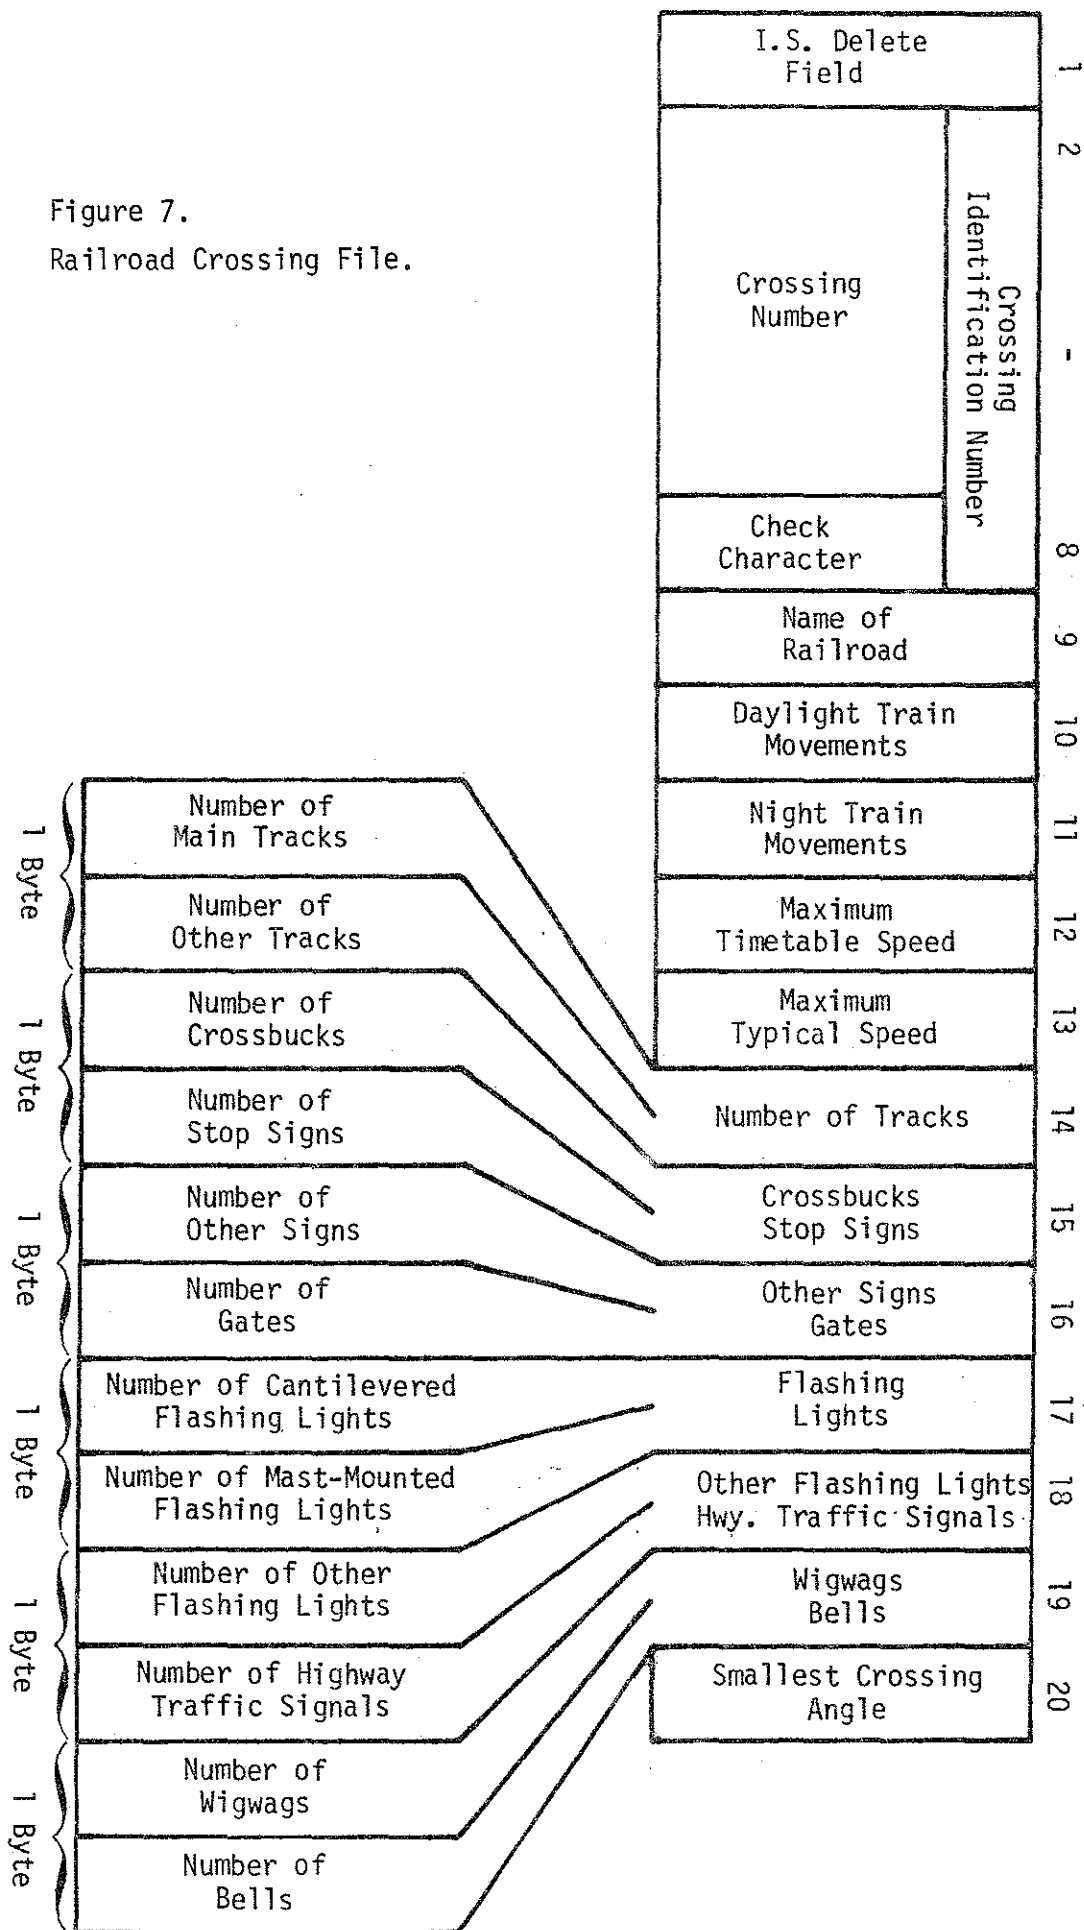 Figure 7.
Railroad Crossing File.
I.S. Delete
Field
1
2
-
8
Crossing
Identification Number
Crossing
Number
Check
Character
Name of
Railroad
9
Daylight Train
Movements
10
Night Train
Movements
11
Maximum
Timetable Speed
12
Maximum
Typical Speed
13
Number of Tracks
14
Crossbucks
Stop Signs
15
Other Signs
Gates
16
Flashing
Lights
17
Other Flashing Lights
Hwy. Traffic Signals
18
Wigwags
Bells
19
Smallest Crossing
Angle
20
Number of
Main Tracks
Number of
Other Tracks
1 Byte
Number of
Crossbucks
Number of
Stop Signs
1 Byte
Number of
Other Signs
Number of
Gates
1 Byte
Number of Cantilevered
Flashing Lights
Number of Mast-Mounted
Flashing Lights
1 Byte
Number of Other
Flashing Lights
Number of Highway
Traffic Signals
1 Byte
Number of
Wigwags
Number of
Bells
1 Byte